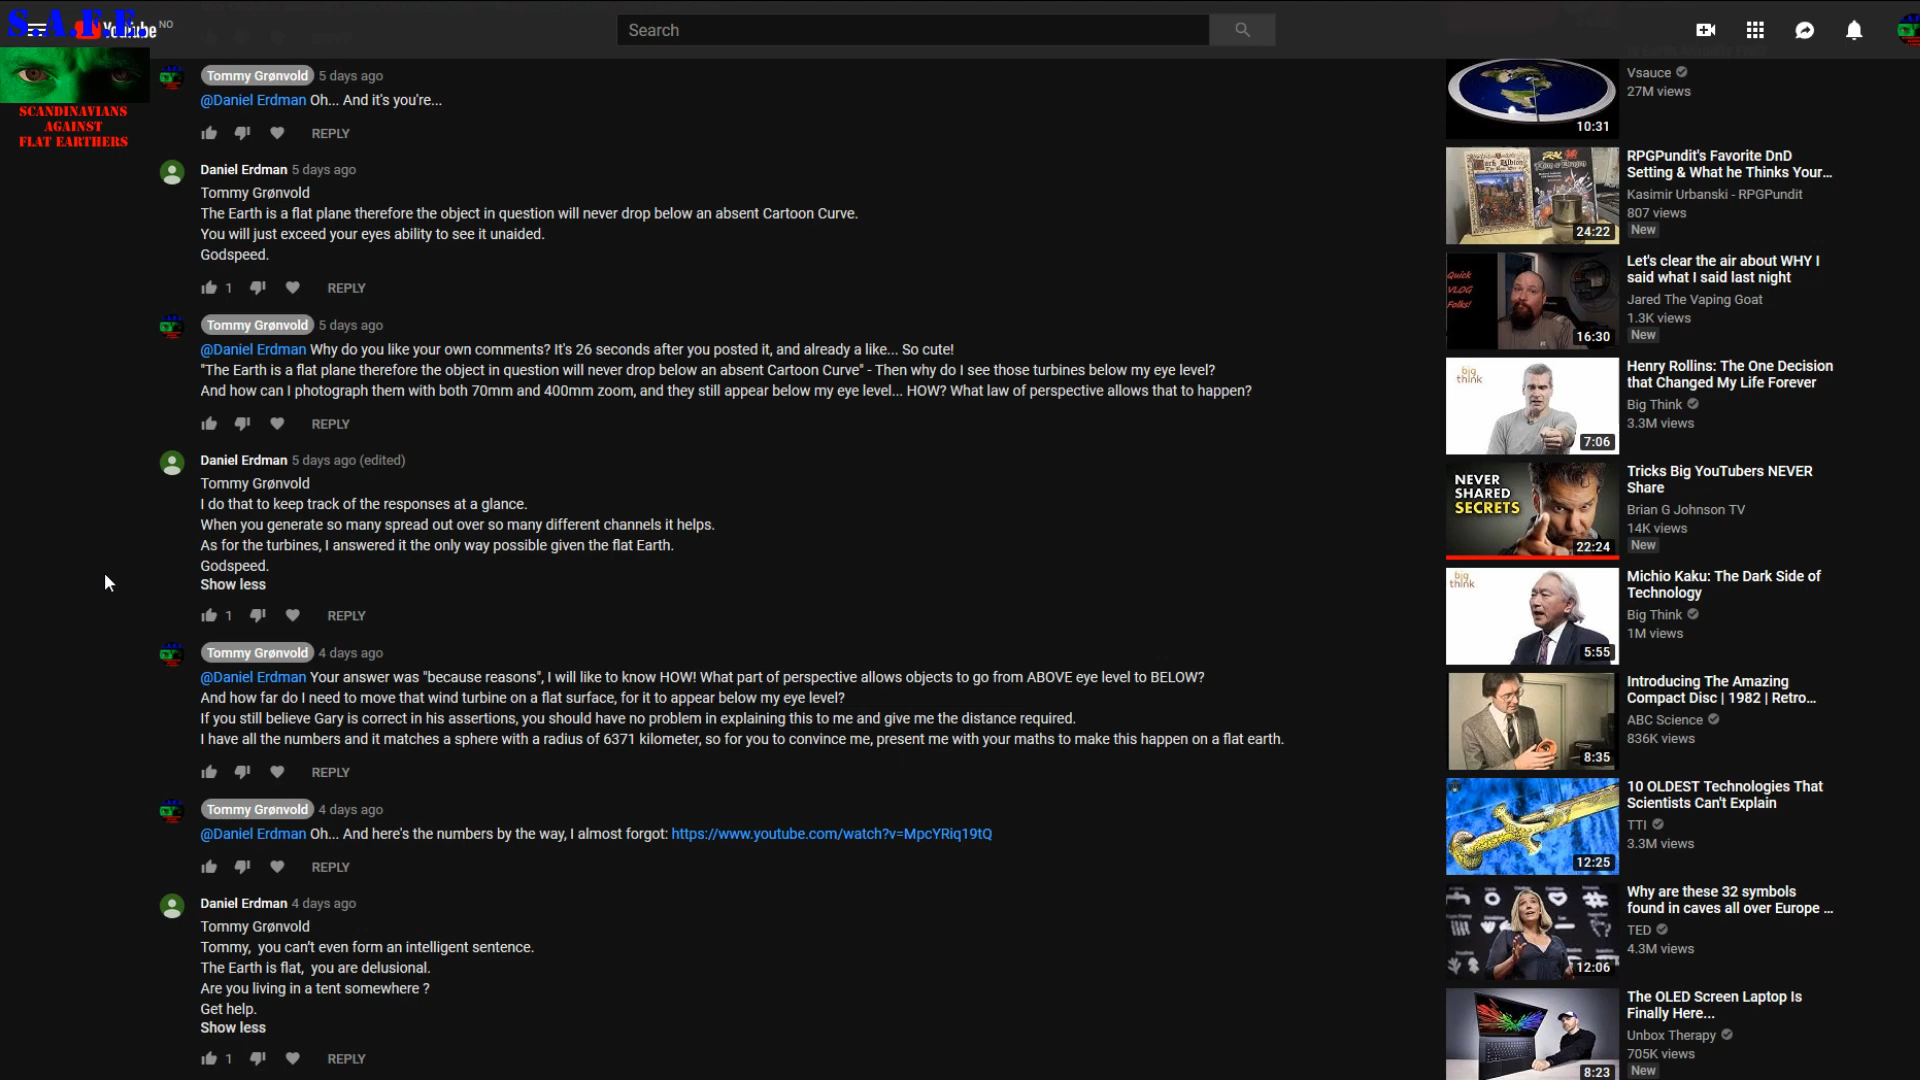 S.A.F.E.
YouTube NO
Search
SCANDINAVIANS
AGAINST
FLAT EARTHERS
Tommy Grønvold 5 days ago
@Daniel Erdman Oh... And it's you're...
REPLY
Daniel Erdman 5 days ago
Tommy Grønvold
The Earth is a flat plane therefore the object in question will never drop below an absent Cartoon Curve.
You will just exceed your eyes ability to see it unaided.
Godspeed.
1 REPLY
Tommy Grønvold 5 days ago
@Daniel Erdman Why do you like your own comments? It's 26 seconds after you posted it, and already a like... So cute!
"The Earth is a flat plane therefore the object in question will never drop below an absent Cartoon Curve" - Then why do I see those turbines below my eye level?
And how can I photograph them with both 70mm and 400mm zoom, and they still appear below my eye level... HOW? What law of perspective allows that to happen?
REPLY
Daniel Erdman 5 days ago (edited)
Tommy Grønvold
I do that to keep track of the responses at a glance.
When you generate so many spread out over so many different channels it helps.
As for the turbines, I answered it the only way possible given the flat Earth.
Godspeed.
Show less
1 REPLY
Tommy Grønvold 4 days ago
@Daniel Erdman Your answer was "because reasons", I will like to know HOW! What part of perspective allows objects to go from ABOVE eye level to BELOW?
And how far do I need to move that wind turbine on a flat surface, for it to appear below my eye level?
If you still believe Gary is correct in his assertions, you should have no problem in explaining this to me and give me the distance required.
I have all the numbers and it matches a sphere with a radius of 6371 kilometer, so for you to convince me, present me with your maths to make this happen on a flat earth.
REPLY
Tommy Grønvold 4 days ago
@Daniel Erdman Oh... And here's the numbers by the way, I almost forgot: https://www.youtube.com/watch?v=MpcYRiq19tQ
REPLY
Daniel Erdman 4 days ago
Tommy Grønvold
Tommy, you can't even form an intelligent sentence.
The Earth is flat, you are delusional.
Are you living in a tent somewhere ?
Get help.
Show less
1 REPLY
Vsauce
27M views
10:31
RPGPundit's Favorite DnD
Setting & What he Thinks Your...
Kasimir Urbanski - RPGPundit
807 views
New
24:22
Let's clear the air about WHY I
said what I said last night
Jared The Vaping Goat
1.3K views
New
Quick
VLOG
Folks!
16:30
Henry Rollins: The One Decision
that Changed My Life Forever
Big Think
3.3M views
big
think
7:06
Tricks Big YouTubers NEVER
Share
Brian G Johnson TV
14K views
New
NEVER
SHARED
SECRETS
22:24
Michio Kaku: The Dark Side of
Technology
Big Think
1M views
big
think
5:55
Introducing The Amazing
Compact Disc | 1982 | Retro...
ABC Science
836K views
8:35
10 OLDEST Technologies That
Scientists Can't Explain
TTI
3.3M views
12:25
Why are these 32 symbols
found in caves all over Europe ...
TED
4.3M views
12:06
The OLED Screen Laptop Is
Finally Here...
Unbox Therapy
705K views
New
8:23